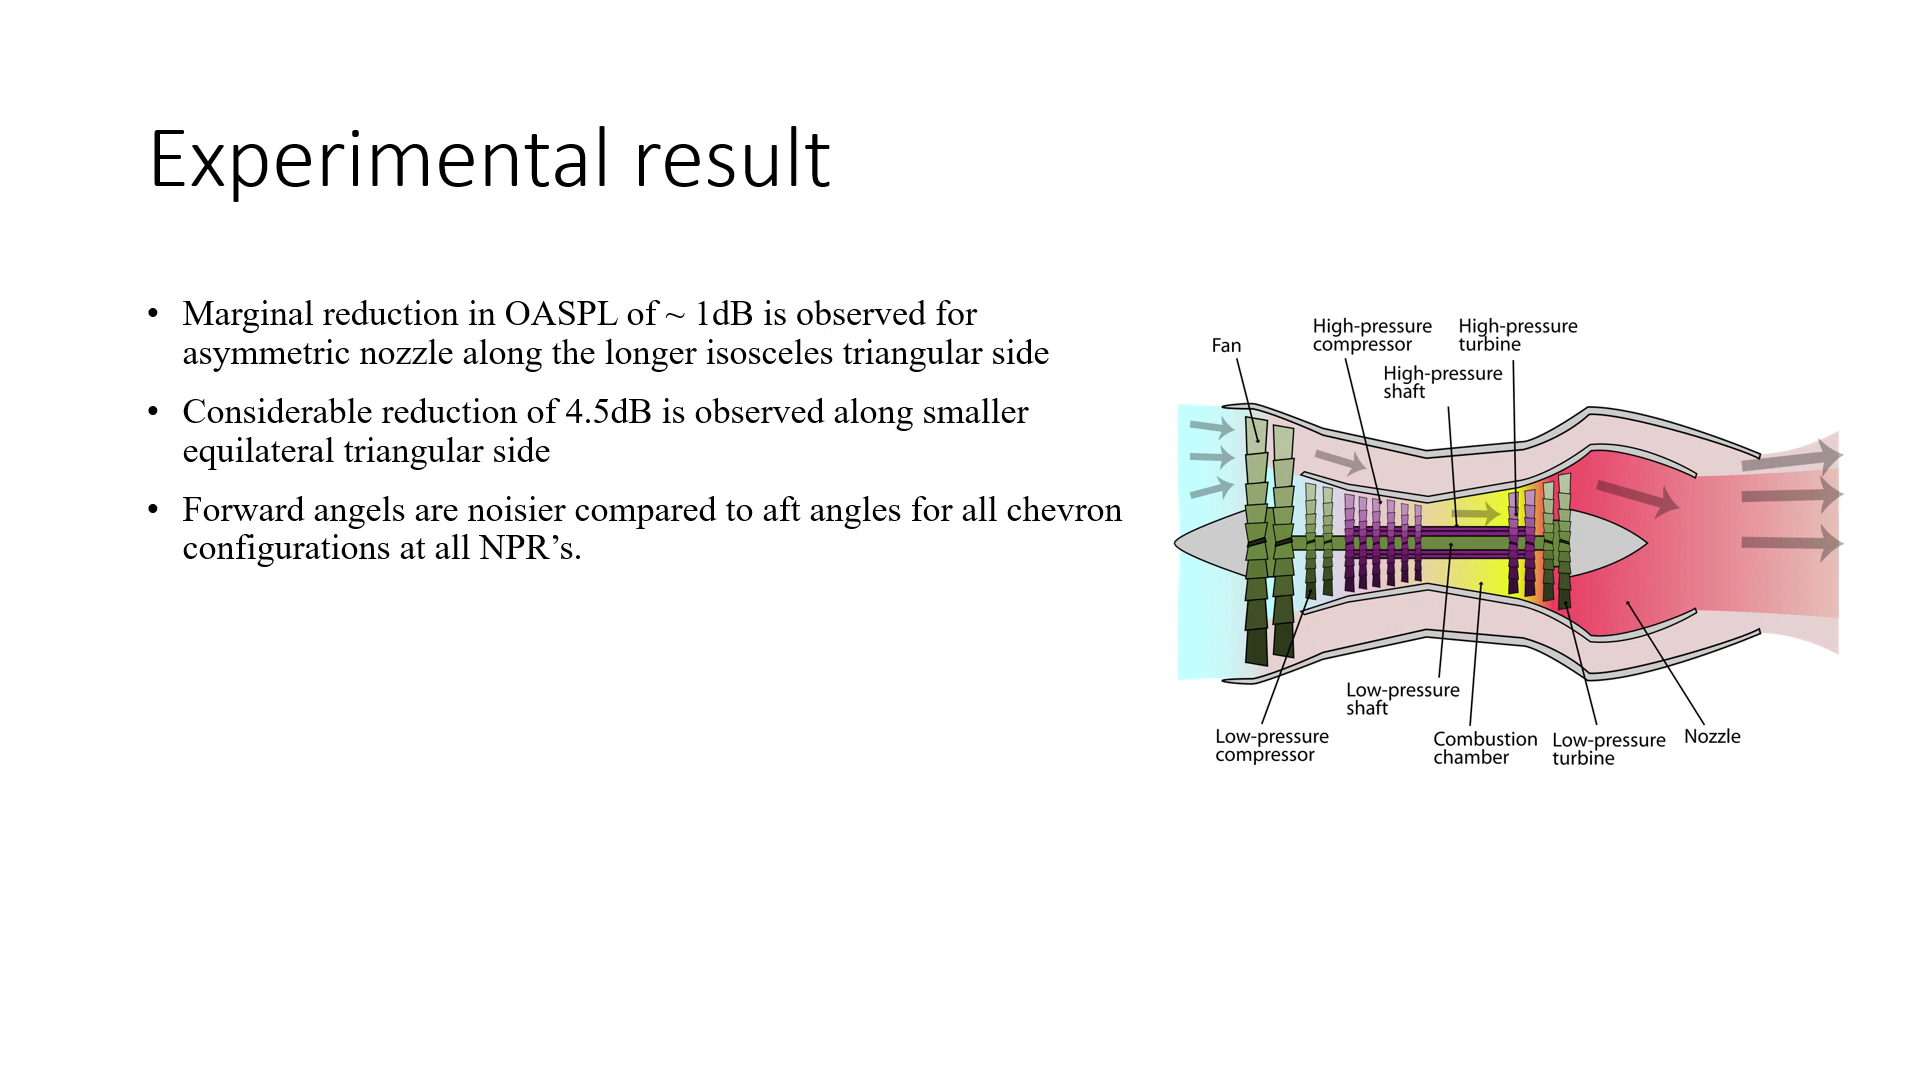 Experimental result
• Marginal reduction in OASPL of ~ 1dB is observed for
asymmetric nozzle along the longer isosceles triangular side
• Considerable reduction of 4.5dB is observed along smaller
equilateral triangular side
• Forward angels are noisier compared to aft angles for all chevron
configurations at all NPR’s.
Fan
High-pressure
compressor
High-pressure
turbine
High-pressure
shaft
Low-pressure
shaft
Low-pressure
compressor
Combustion
chamber
Low-pressure
turbine
Nozzle